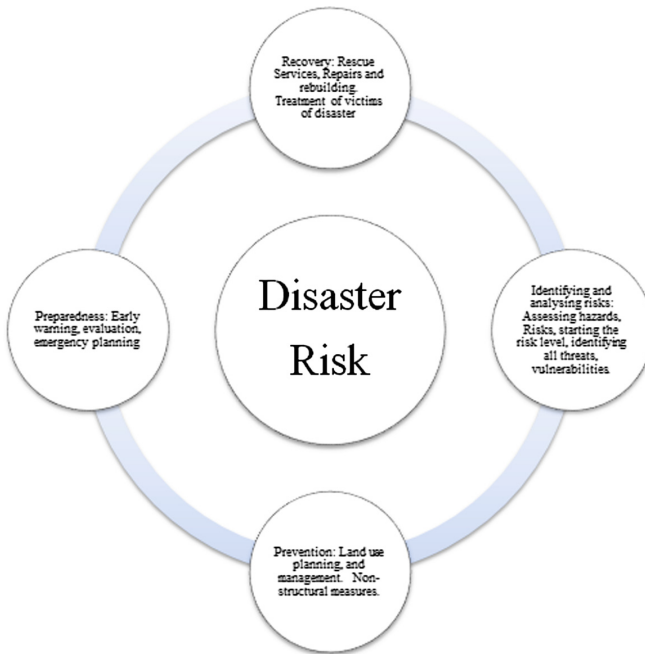 Recovery: Rescue
Services, Repairs and
rebuilding.
Treatment of victims
of disaster
Disaster
Risk
Preparedness: Early
warning, evaluation,
emergency planning
Identifying and
analysing risks:
Assessing hazards,
Risks, starting the
risk level, identifying
all threats,
vulnerabilities.
Prevention: Land use
planning, and
management. Non-
structural measures.